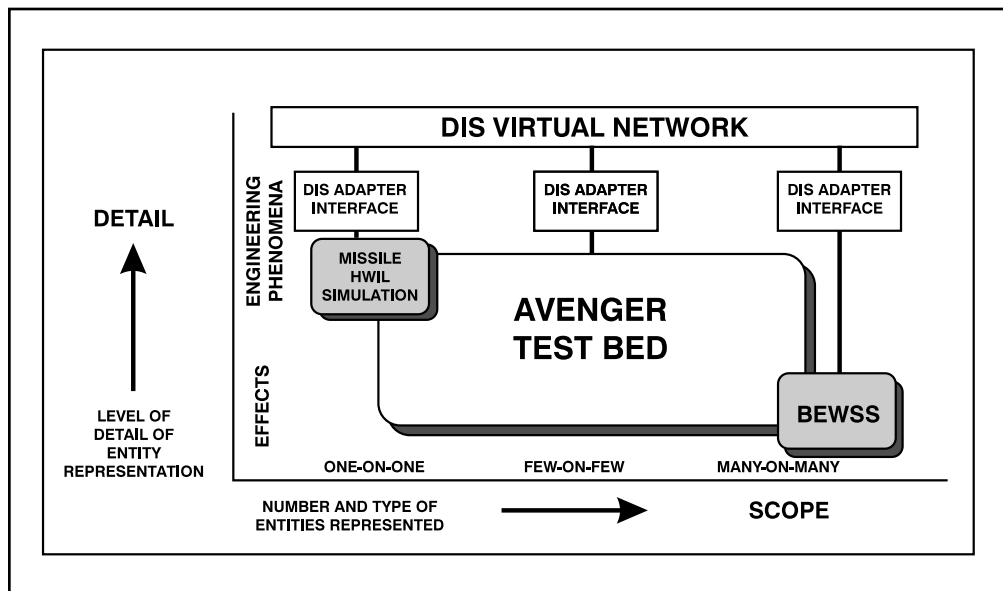 DIS VIRTUAL NETWORK
DIS ADAPTER
INTERFACE
DIS ADAPTER
INTERFACE
DIS ADAPTER
INTERFACE
DETAIL
LEVEL OF
DETAIL OF
ENTITY
REPRESENTATION
ENGINEERING
PHENOMENA
EFFECTS
MISSILE
HWIL
SIMULATION
AVENGER
TEST BED
BEWSS
ONE-ON-ONE
FEW-ON-FEW
MANY-ON-MANY
NUMBER AND TYPE OF
ENTITIES REPRESENTED
SCOPE